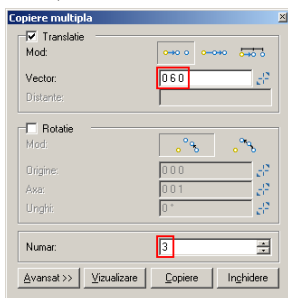 Copiere multipla
Translatie
Mod:
Vector: 0 6 0
Distante:
Rotatie
Mod:
Origine: 0 0 0
Axa: 0 0 1
Unghi: 0 °
Numar: 3
Avansat >> Vizualizare Copiere Inchidere